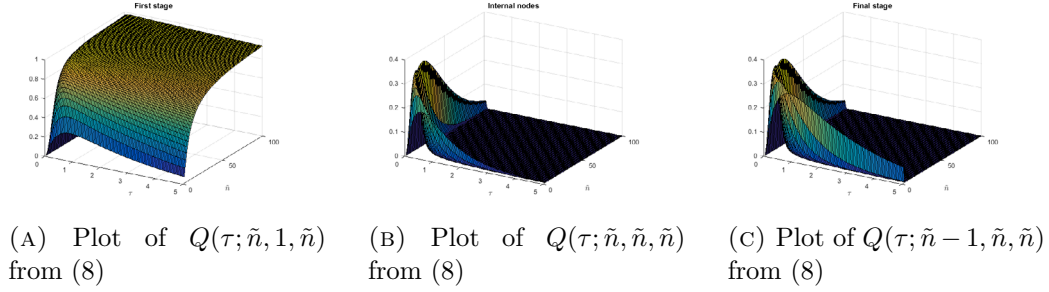 First stage
1
0.8
0.6
0.4
0.2
0
0
1
2
3
4
5
τ
0
50
100
ñ
Internal nodes
0.4
0.3
0.2
0.1
0
0
1
2
3
4
5
τ
0
50
100
ñ
Final stage
0.4
0.3
0.2
0.1
0
0
1
2
3
4
5
τ
0
50
100
ñ
(A) Plot of Q(τ; ñ, 1, ñ)
from (8)
(B) Plot of Q(τ; ñ, ñ, ñ)
from (8)
(C) Plot of Q(τ; ñ − 1, ñ, ñ)
from (8)